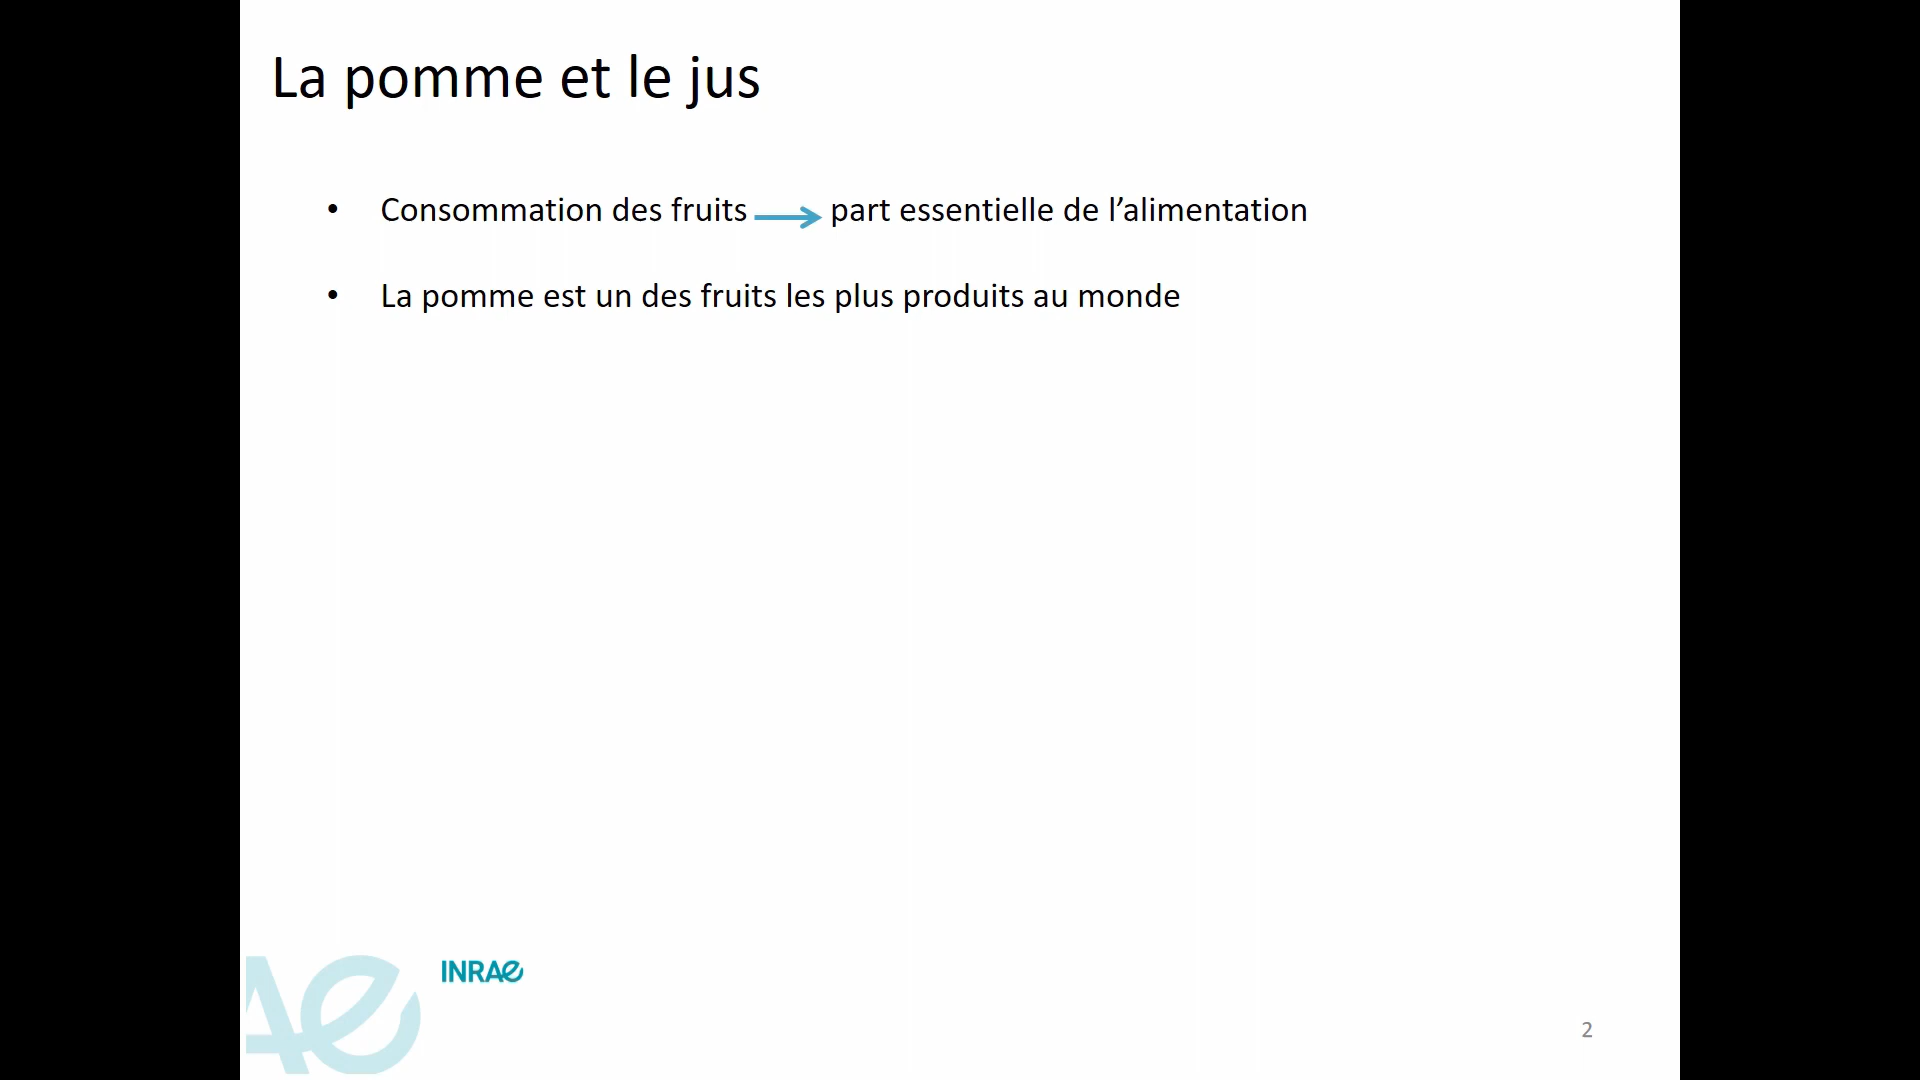 La pomme et le jus
• Consommation des fruits → part essentielle de l’alimentation
• La pomme est un des fruits les plus produits au monde
Ae
INRAe
2